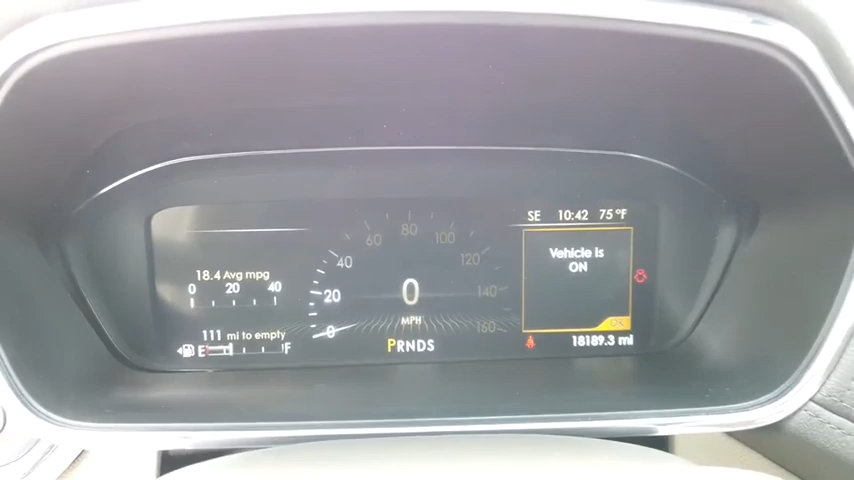 SE 10:42 75°F
18.4 Avg mpg
0 20 40
111 mi to empty
E F
0 20 40 60 80 100 120 140 160
0
MPH
PRNDS
Vehicle is
ON
OK
18189.3 mi